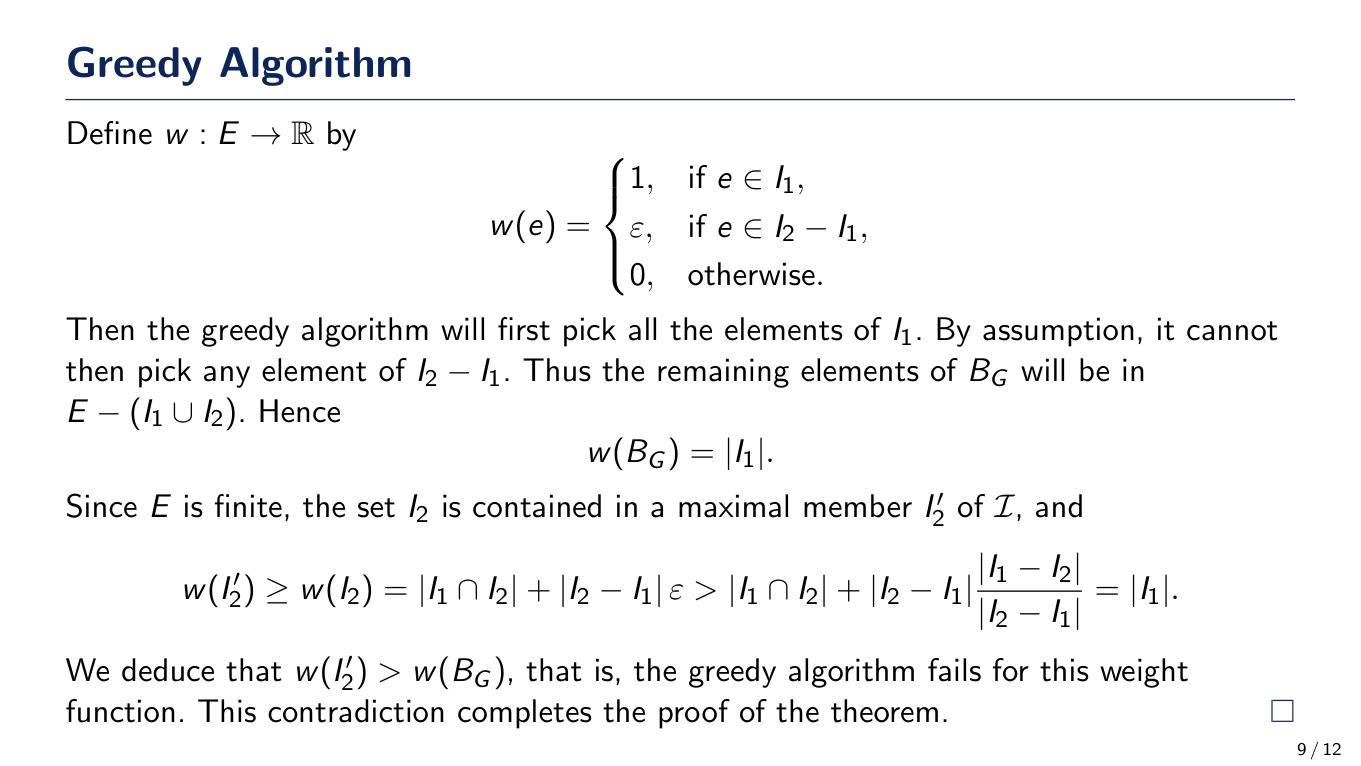 Greedy Algorithm
Define w : E → ℝ by
w(e) = { 1, if e ∈ I₁,
ε, if e ∈ I₂ − I₁,
0, otherwise.
Then the greedy algorithm will first pick all the elements of I₁. By assumption, it cannot
then pick any element of I₂ − I₁. Thus the remaining elements of B_G will be in
E − (I₁ ∪ I₂). Hence
w(B_G) = |I₁|.
Since E is finite, the set I₂ is contained in a maximal member I₂′ of ℐ, and
w(I₂′) ≥ w(I₂) = |I₁ ∩ I₂| + |I₂ − I₁| ε > |I₁ ∩ I₂| + |I₂ − I₁| |I₁ − I₂| / |I₂ − I₁| = |I₁|.
We deduce that w(I₂′) > w(B_G), that is, the greedy algorithm fails for this weight
function. This contradiction completes the proof of the theorem. □
9 / 12